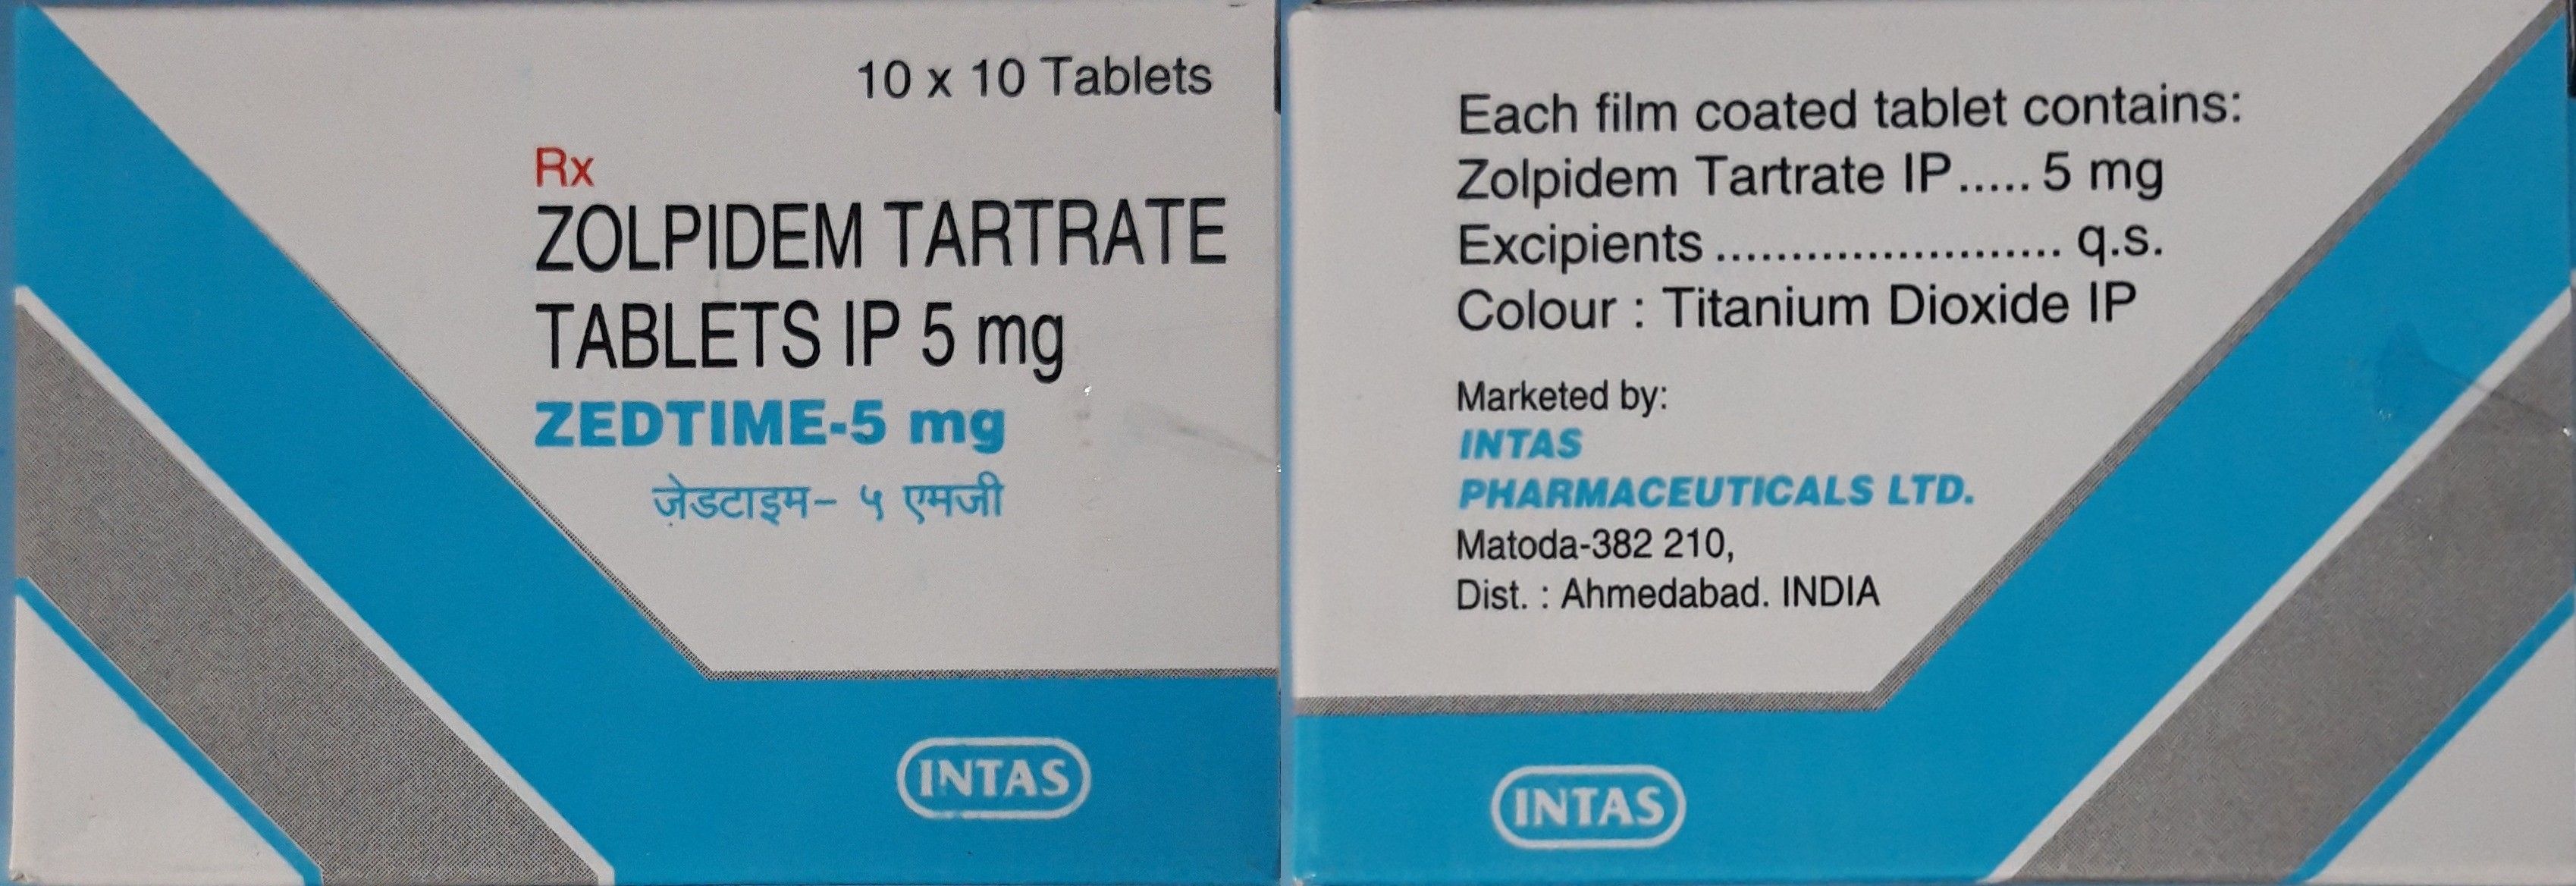 10 x 10 Tablets
Rx
ZOLPIDEM TARTRATE
TABLETS IP 5 mg
ZEDTIME-5 mg
ज़ेडटाइम- ५ एमजी
INTAS
Each film coated tablet contains:
Zolpidem Tartrate IP..... 5 mg
Excipients ....................... q.s.
Colour : Titanium Dioxide IP
Marketed by:
INTAS
PHARMACEUTICALS LTD.
Matoda-382 210,
Dist. : Ahmedabad. INDIA
INTAS